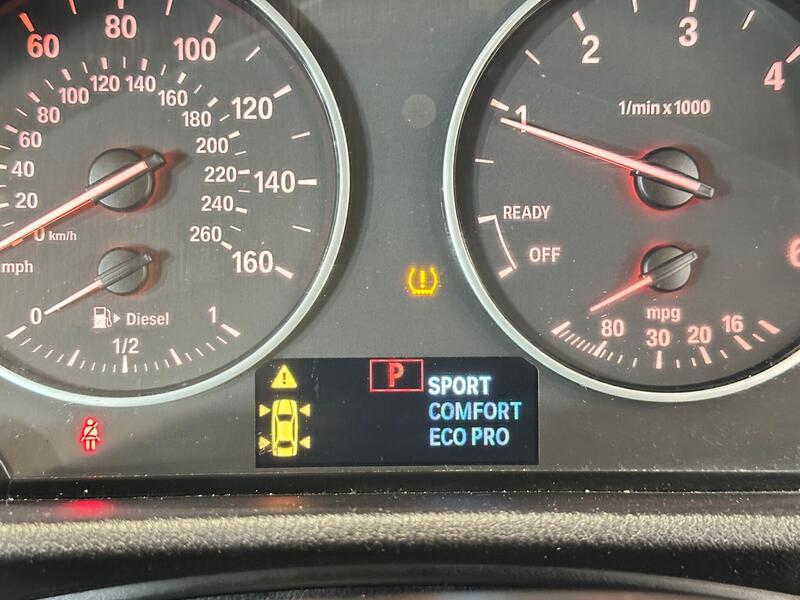 60
80
100
120
140
160
20
40
60
80
100
120
140
160
180
200
220
240
260
0 km/h
mph
0
1/2
1
Diesel
1
2
3
4
6
1/min x 1000
READY
OFF
mpg
80
30
20
16
P
SPORT
COMFORT
ECO PRO